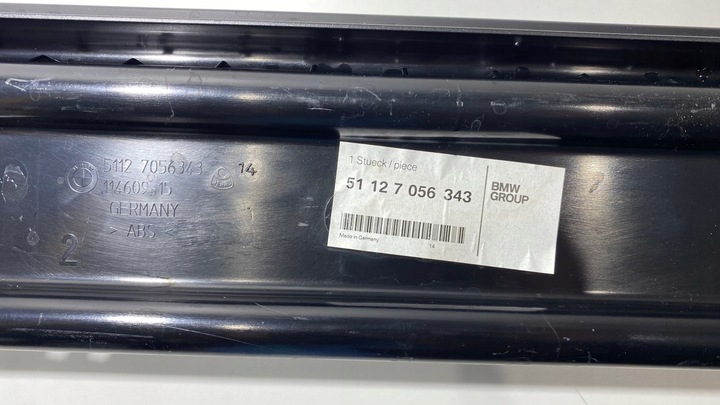 5112 7056343
14
114609.15
GERMANY
> ABS
2
1 Stueck / piece
51 12 7 056 343
Made in Germany
14
BMW
GROUP